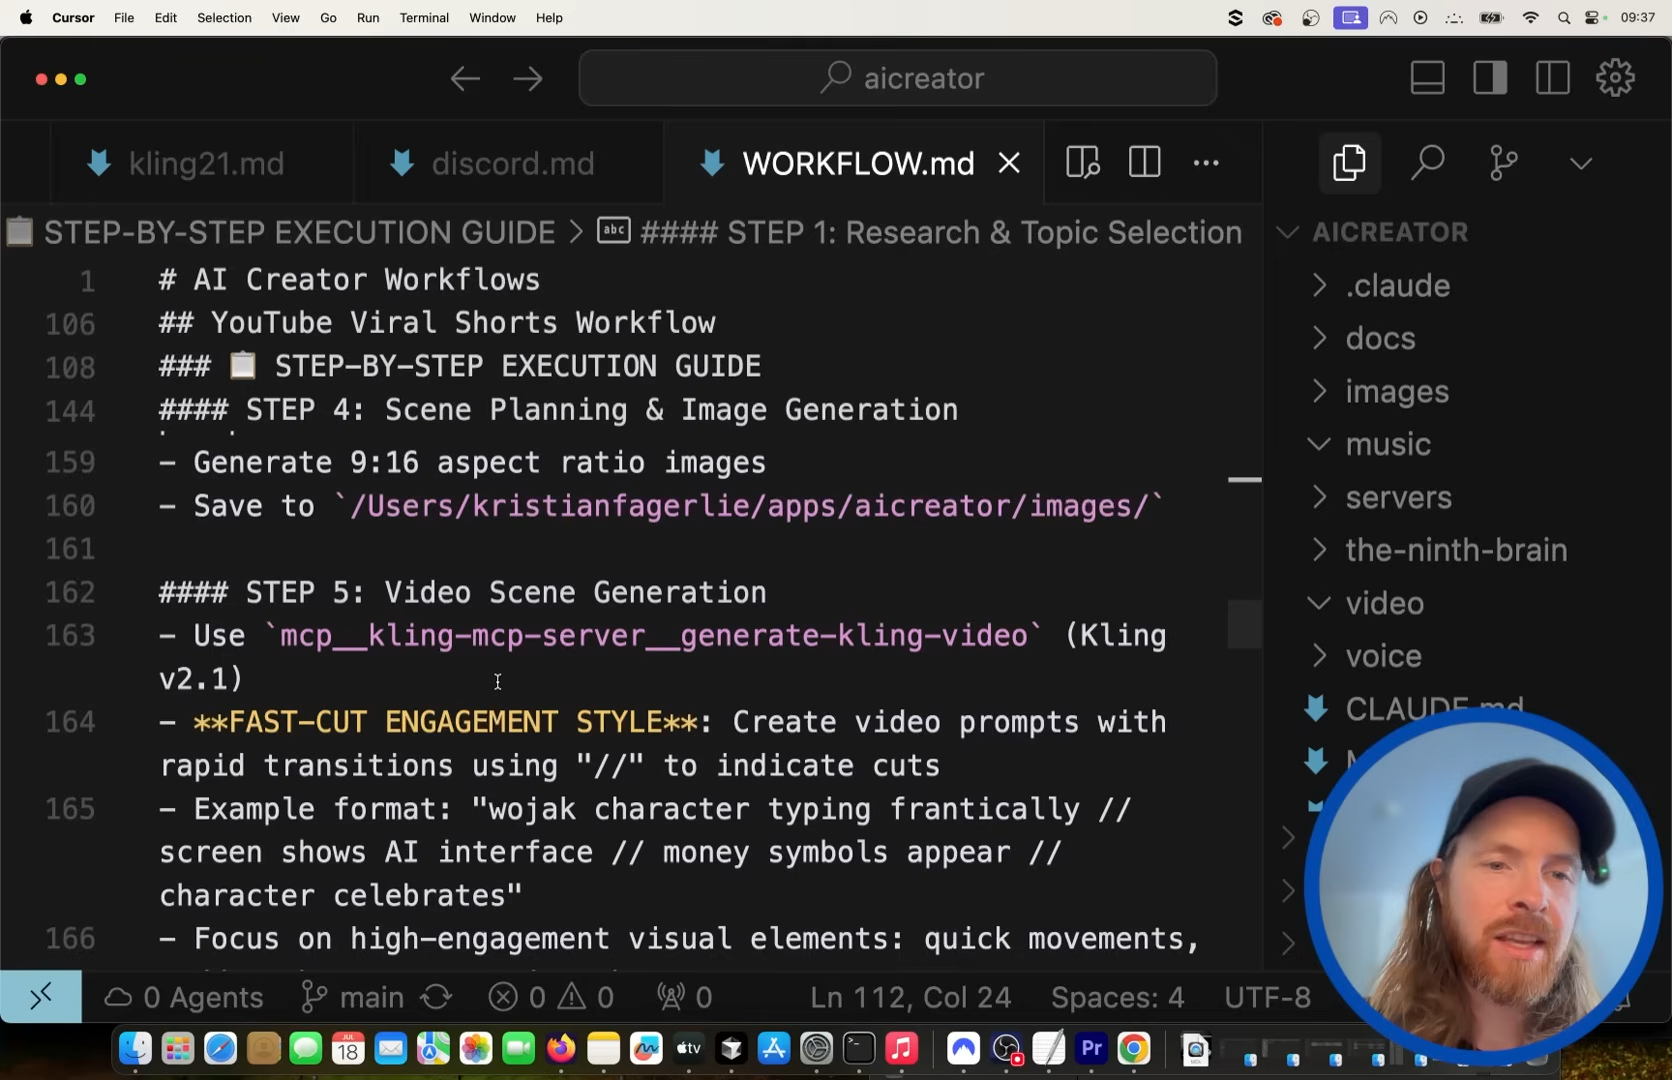 Cursor File Edit Selection View Go Run Terminal Window Help 09:37
aicreator
kling21.md discord.md WORKFLOW.md
STEP-BY-STEP EXECUTION GUIDE > abc #### STEP 1: Research & Topic Selection
1 # AI Creator Workflows
106 ## YouTube Viral Shorts Workflow
108 ### 📋 STEP-BY-STEP EXECUTION GUIDE
144 #### STEP 4: Scene Planning & Image Generation
159 - Generate 9:16 aspect ratio images
160 - Save to `/Users/kristianfagerlie/apps/aicreator/images/`
161
162 #### STEP 5: Video Scene Generation
163 - Use `mcp__kling-mcp-server__generate-kling-video` (Kling
v2.1)
164 - **FAST-CUT ENGAGEMENT STYLE**: Create video prompts with
rapid transitions using "//" to indicate cuts
165 - Example format: "wojak character typing frantically //
screen shows AI interface // money symbols appear //
character celebrates"
166 - Focus on high-engagement visual elements: quick movements,
AICREATOR
.claude
docs
images
music
servers
the-ninth-brain
video
voice
CLAUDE.md
0 Agents main 0 0 0 Ln 112, Col 24 Spaces: 4 UTF-8
JUL
18
tv
Pr